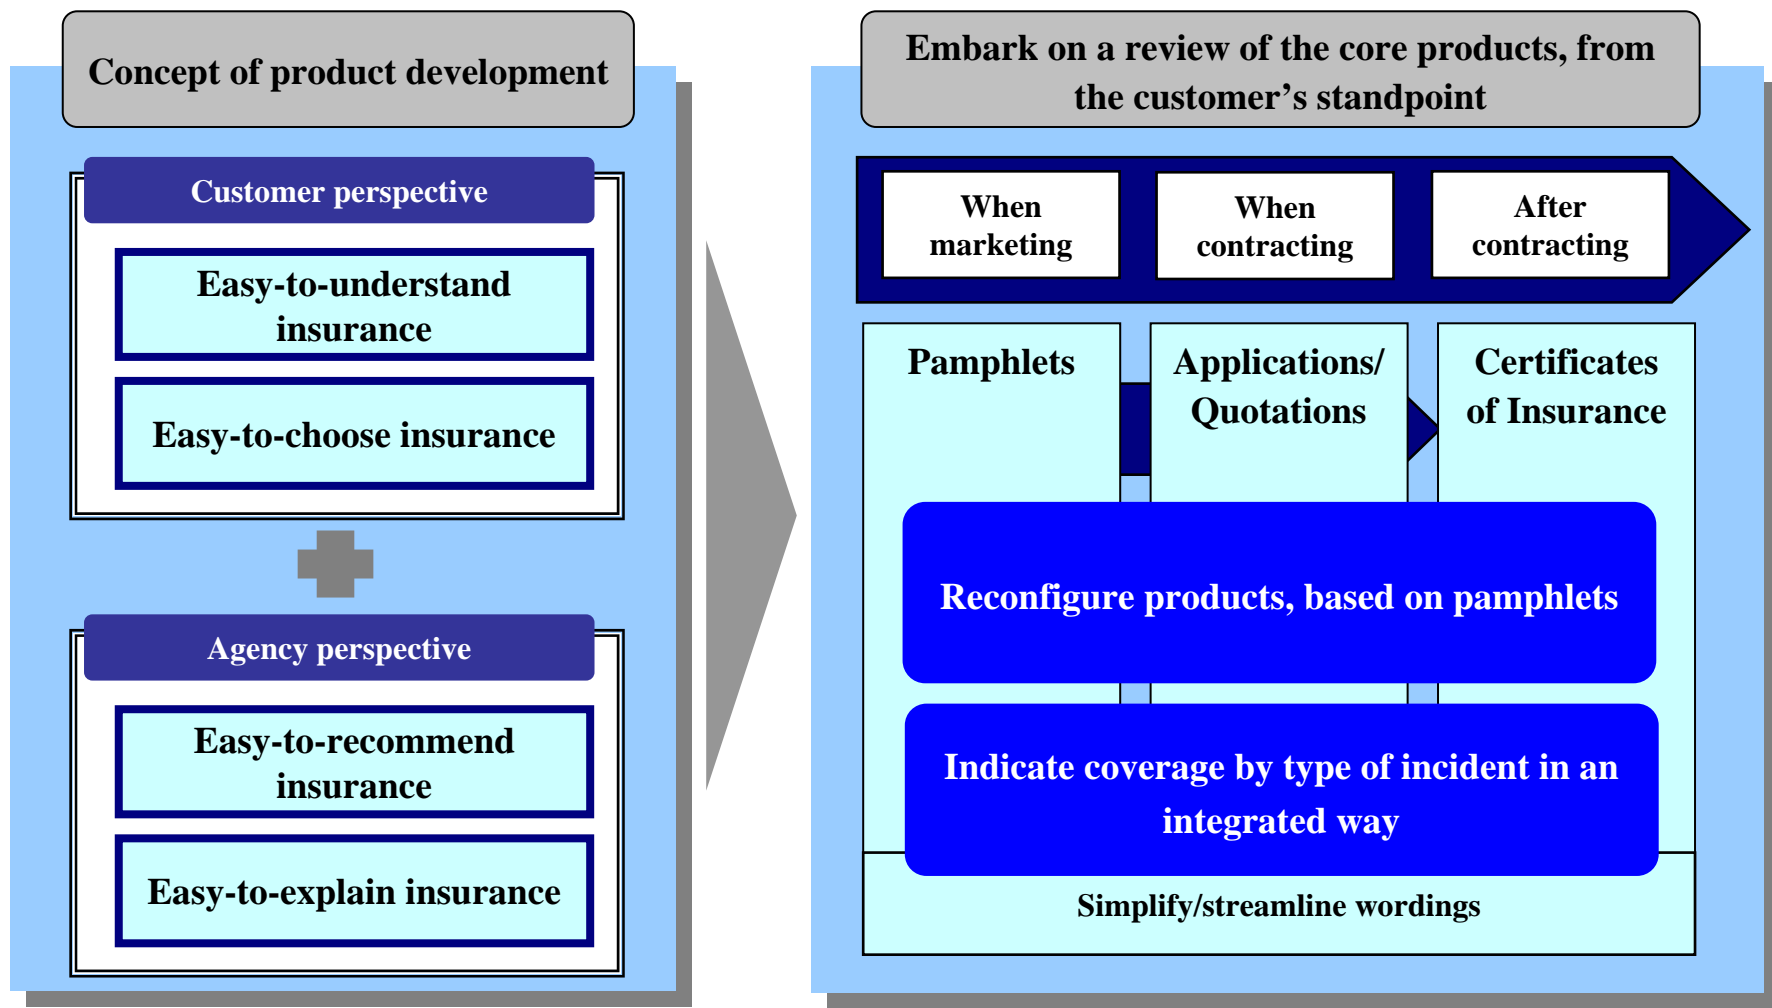 Concept of product development
Customer perspective
Easy-to-understand
insurance
Easy-to-choose insurance
Agency perspective
Easy-to-recommend
insurance
Easy-to-explain insurance
Embark on a review of the core products, from
the customer’s standpoint
When
marketing
When
contracting
After
contracting
Pamphlets
Applications/
Quotations
Certificates
of Insurance
Reconfigure products, based on pamphlets
Indicate coverage by type of incident in an
integrated way
Simplify/streamline wordings